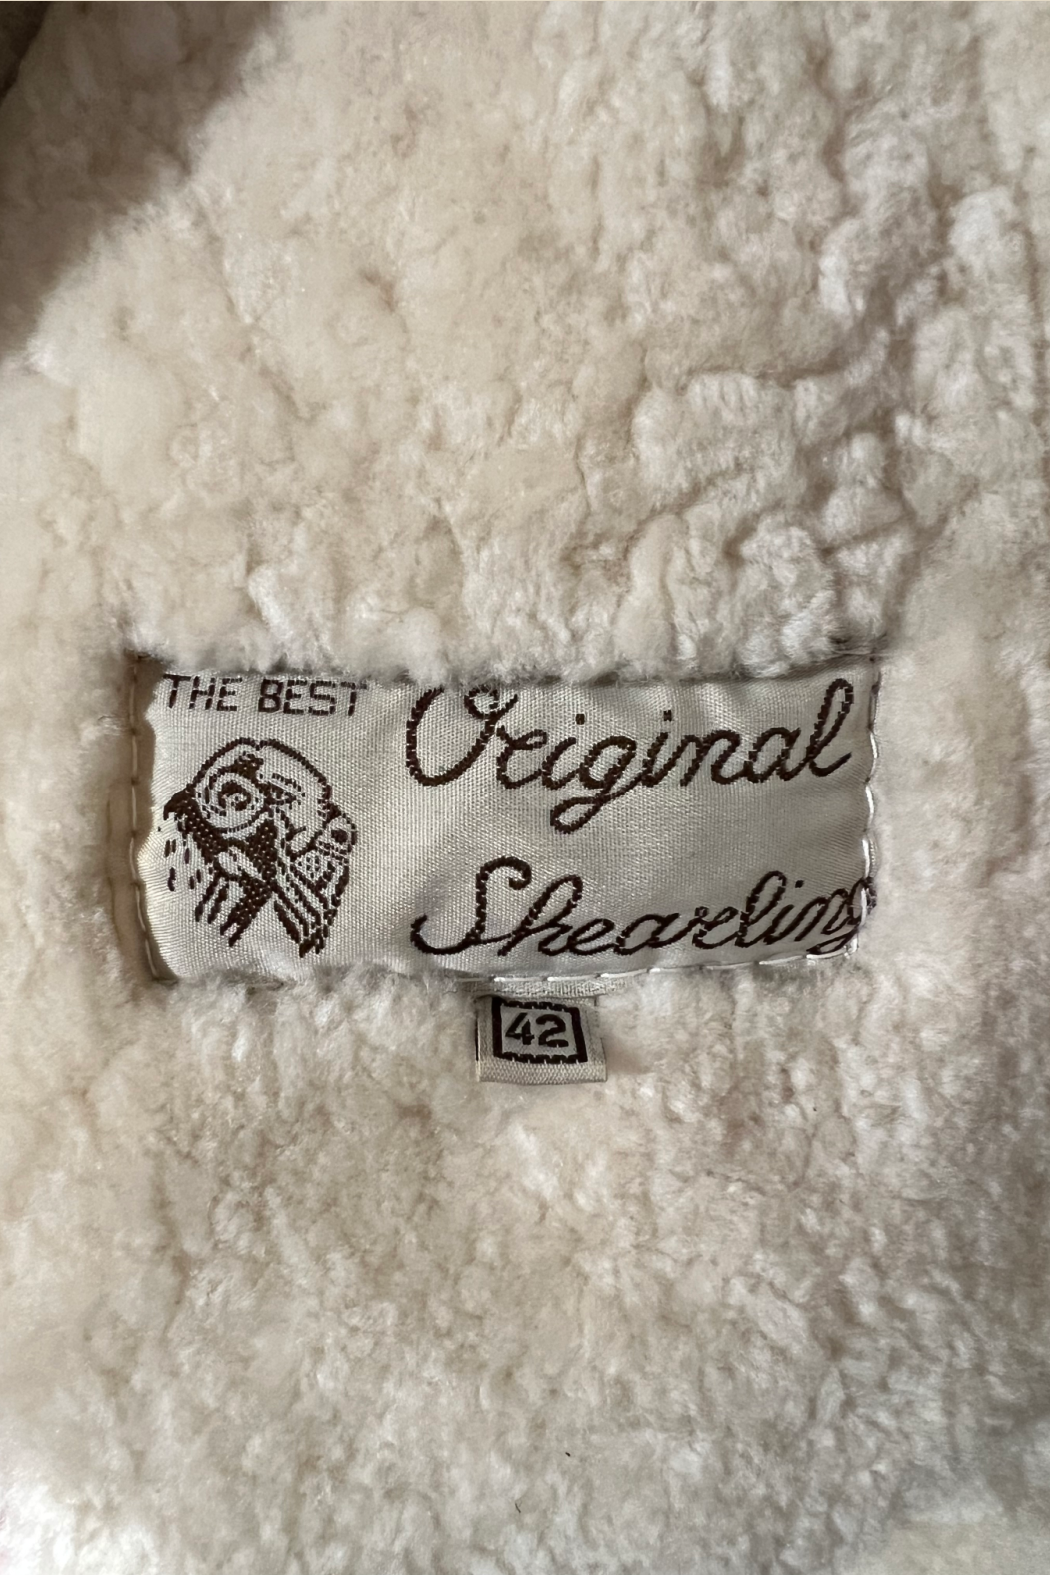 THE BEST
Original
Shearling
42